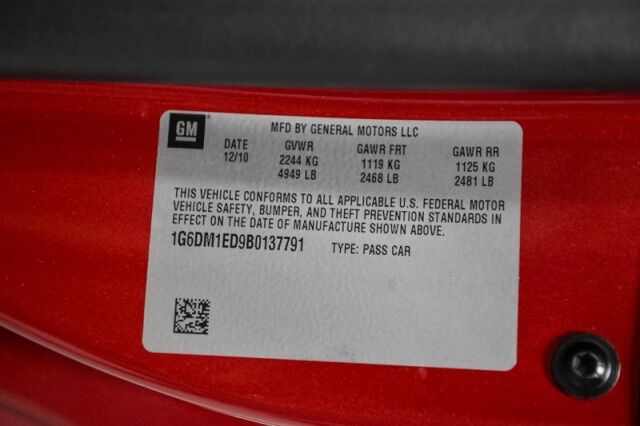 GM MFD BY GENERAL MOTORS LLC
DATE GVWR GAWR FRT GAWR RR
12/10 2244 KG 1119 KG 1125 KG
4949 LB 2468 LB 2481 LB
THIS VEHICLE CONFORMS TO ALL APPLICABLE U.S. FEDERAL MOTOR
VEHICLE SAFETY, BUMPER, AND THEFT PREVENTION STANDARDS IN
EFFECT ON THE DATE OF MANUFACTURE SHOWN ABOVE.
1G6DM1ED9B0137791 TYPE: PASS CAR